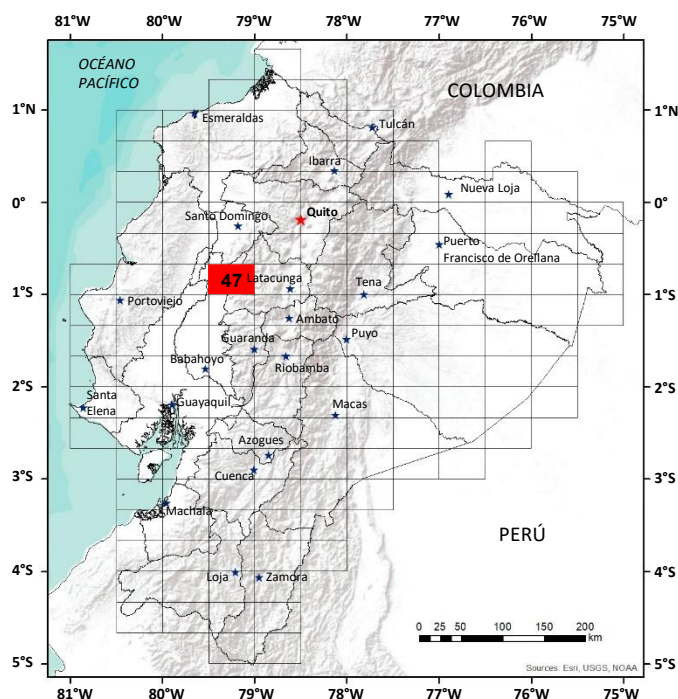 81°W 80°W 79°W 78°W 77°W 76°W 75°W
OCÉANO
PACÍFICO
COLOMBIA
1°N 1°N
Esmeraldas
Tulcán
Ibarra
Nueva Loja
0° 0°
Santo Domingo
Quito
Puerto
Francisco de Orellana
47
Latacunga
Tena
1°S 1°S
Portoviejo
Ambato
Guaranda
Puyo
Babahoyo
Riobamba
2°S 2°S
Santa
Elena
Guayaquil
Macas
Azogues
Cuenca
3°S 3°S
Machala
PERÚ
4°S 4°S
Loja
Zamora
0 25 50 100 150 200
km
5°S 5°S
Sources: Esri, USGS, NOAA
81°W 80°W 79°W 78°W 77°W 76°W 75°W